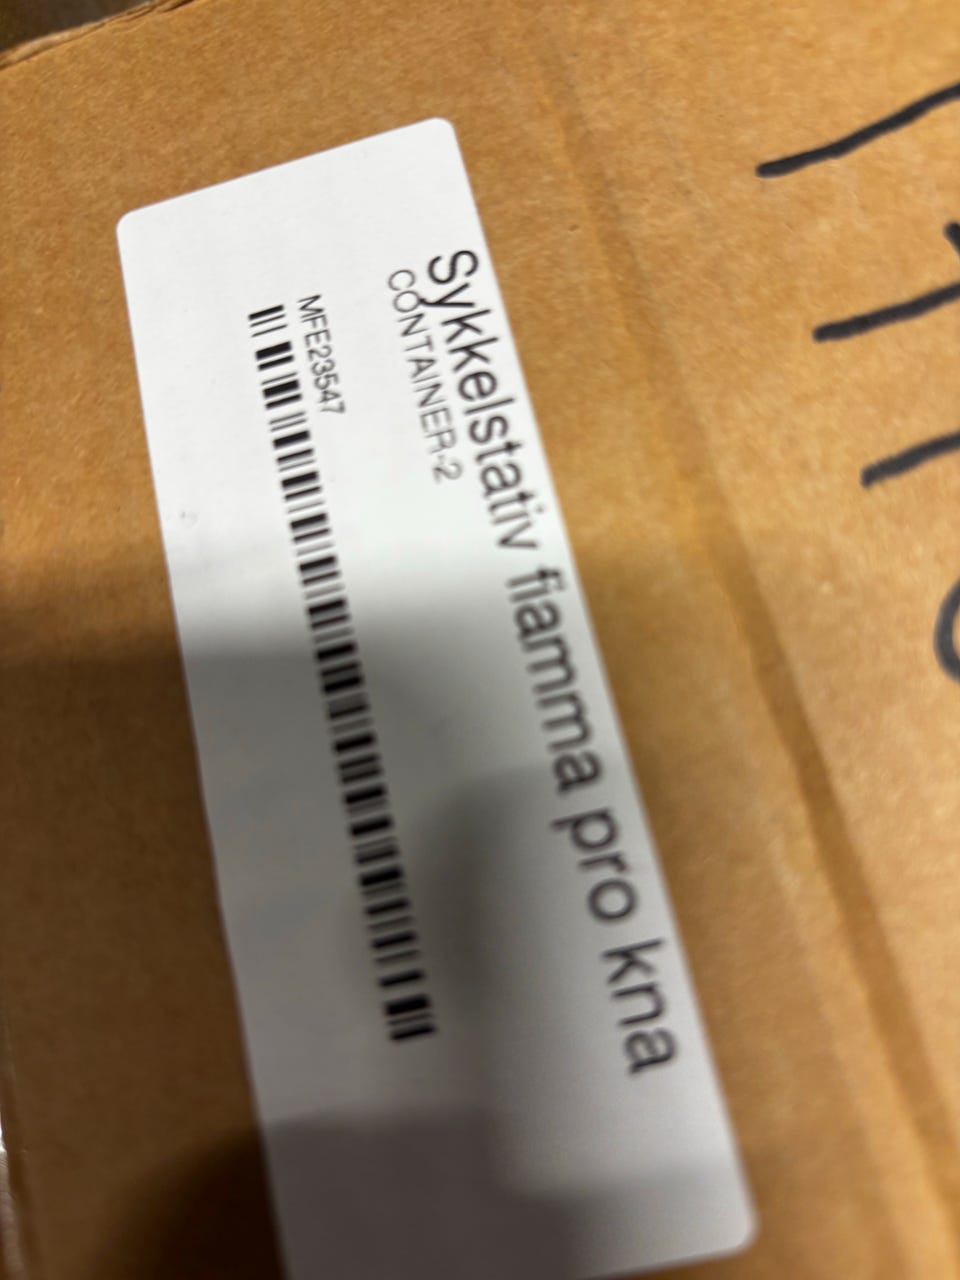 Sykkelstativ fiamma pro kna
CONTAINER-2
MFE23547